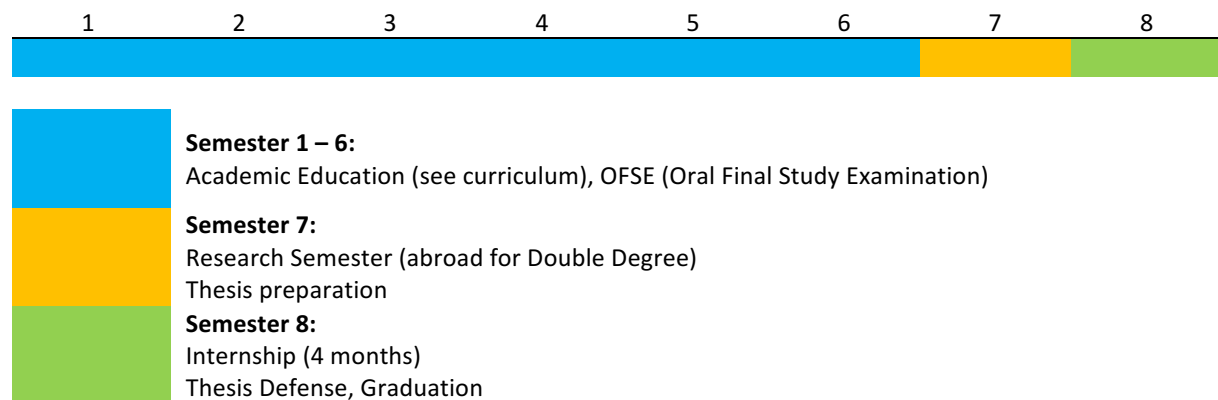 1 2 3 4 5 6 7 8
Semester 1 – 6:
Academic Education (see curriculum), OFSE (Oral Final Study Examination)
Semester 7:
Research Semester (abroad for Double Degree)
Thesis preparation
Semester 8:
Internship (4 months)
Thesis Defense, Graduation